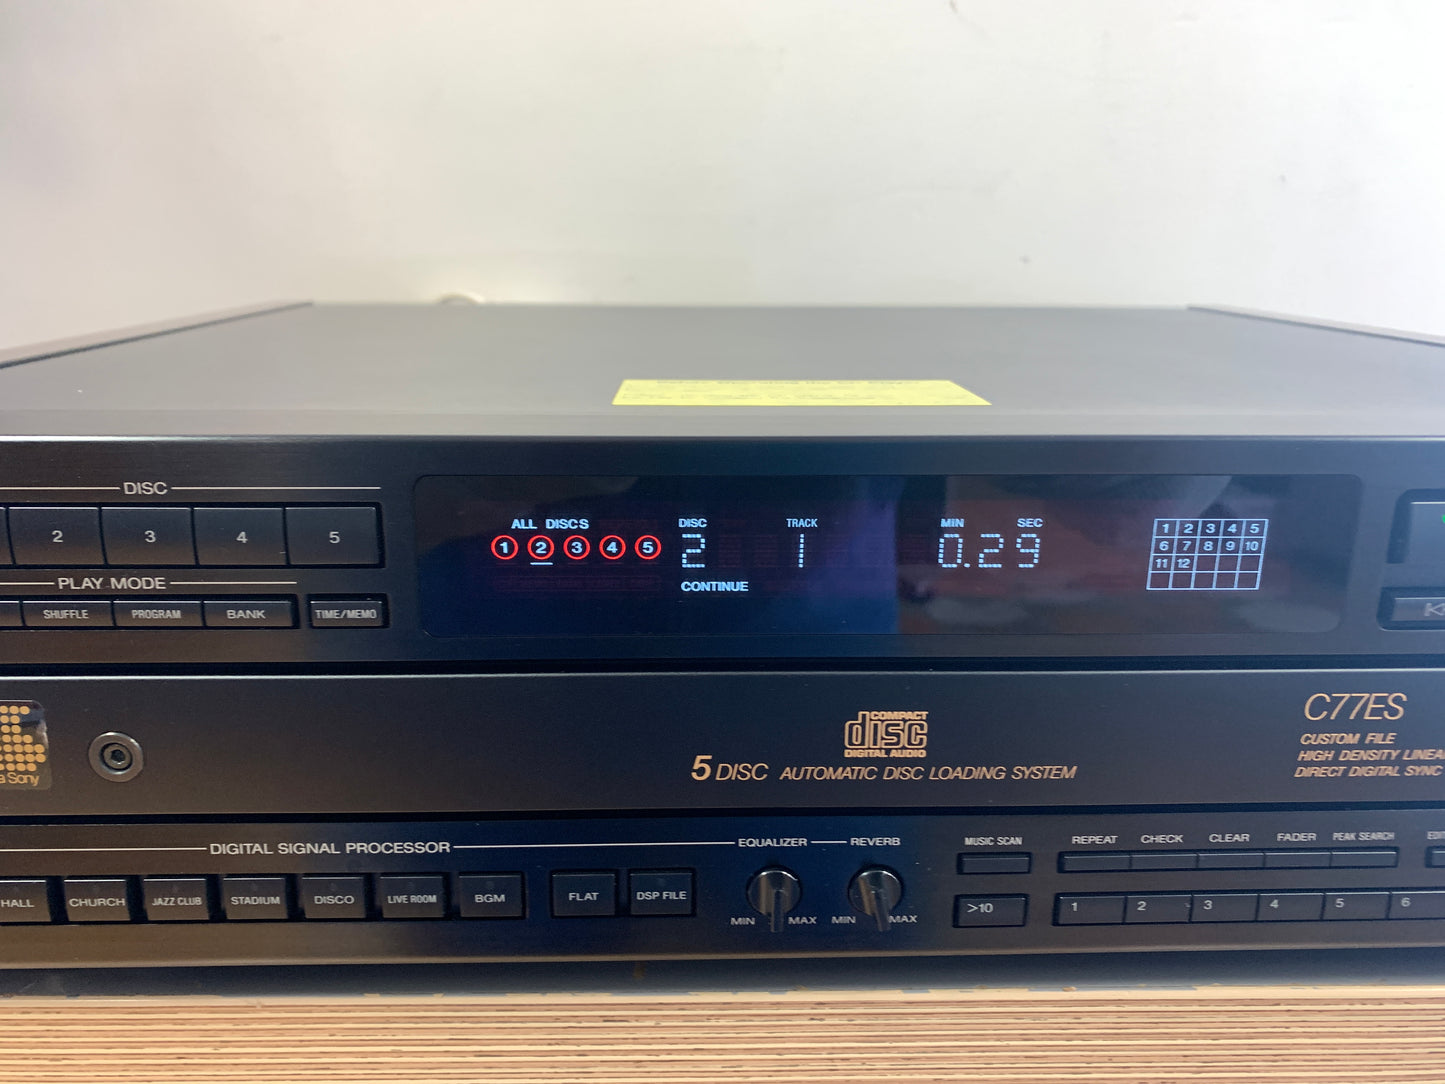 DISC
2 3 4 5
PLAY MODE
SHUFFLE PROGRAM BANK TIME/MEMO
ALL DISCS DISC TRACK MIN SEC
1 2 3 4 5 2 1 0.29
CONTINUE
1 2 3 4 5
6 7 8 9 10
11 12
a Sony
COMPACT
disc
DIGITAL AUDIO
5 DISC AUTOMATIC DISC LOADING SYSTEM
C77ES
CUSTOM FILE
HIGH DENSITY LINEA
DIRECT DIGITAL SYNC
DIGITAL SIGNAL PROCESSOR
HALL CHURCH JAZZ CLUB STADIUM DISCO LIVE ROOM BGM FLAT DSP FILE
EQUALIZER REVERB
MIN MAX MIN MAX
MUSIC SCAN REPEAT CHECK CLEAR FADER PEAK SEARCH EDIT
>10 1 2 3 4 5 6